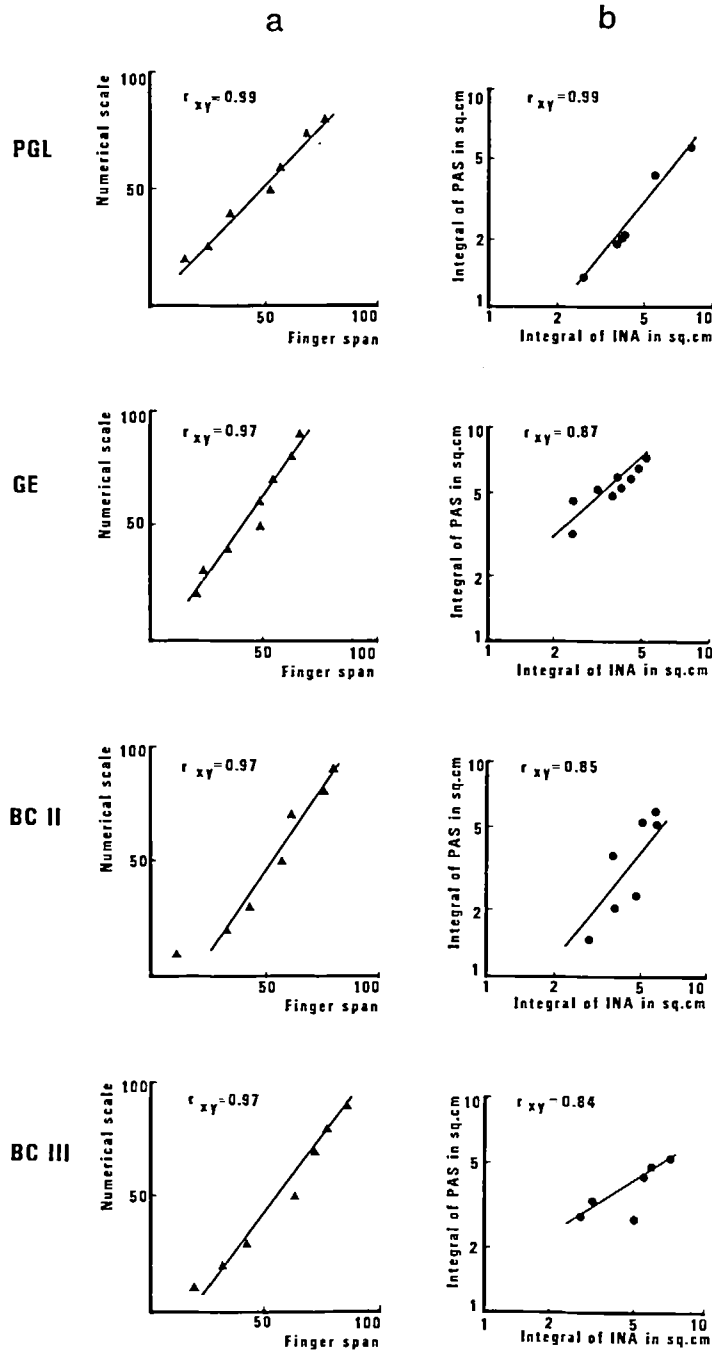 a
b
PGL
Numerical scale
100
50
r xy = 0.99
50
100
Finger span
Integral of PAS in sq.cm
10
5
2
1
r xy = 0.99
1
2
5
10
Integral of INA in sq.cm
GE
Numerical scale
100
50
r xy = 0.97
50
100
Finger span
Integral of PAS in sq.cm
10
5
2
1
r xy = 0.87
1
2
5
10
Integral of INA in sq.cm
BC II
Numerical scale
100
50
r xy = 0.97
50
100
Finger span
Integral of PAS in sq.cm
10
5
2
1
r xy = 0.85
1
2
5
10
Integral of INA in sq.cm
BC III
Numerical scale
100
50
r xy = 0.97
50
100
Finger span
Integral of PAS in sq.cm
10
5
2
1
r xy - 0.84
1
2
5
10
Integral of INA in sq.cm